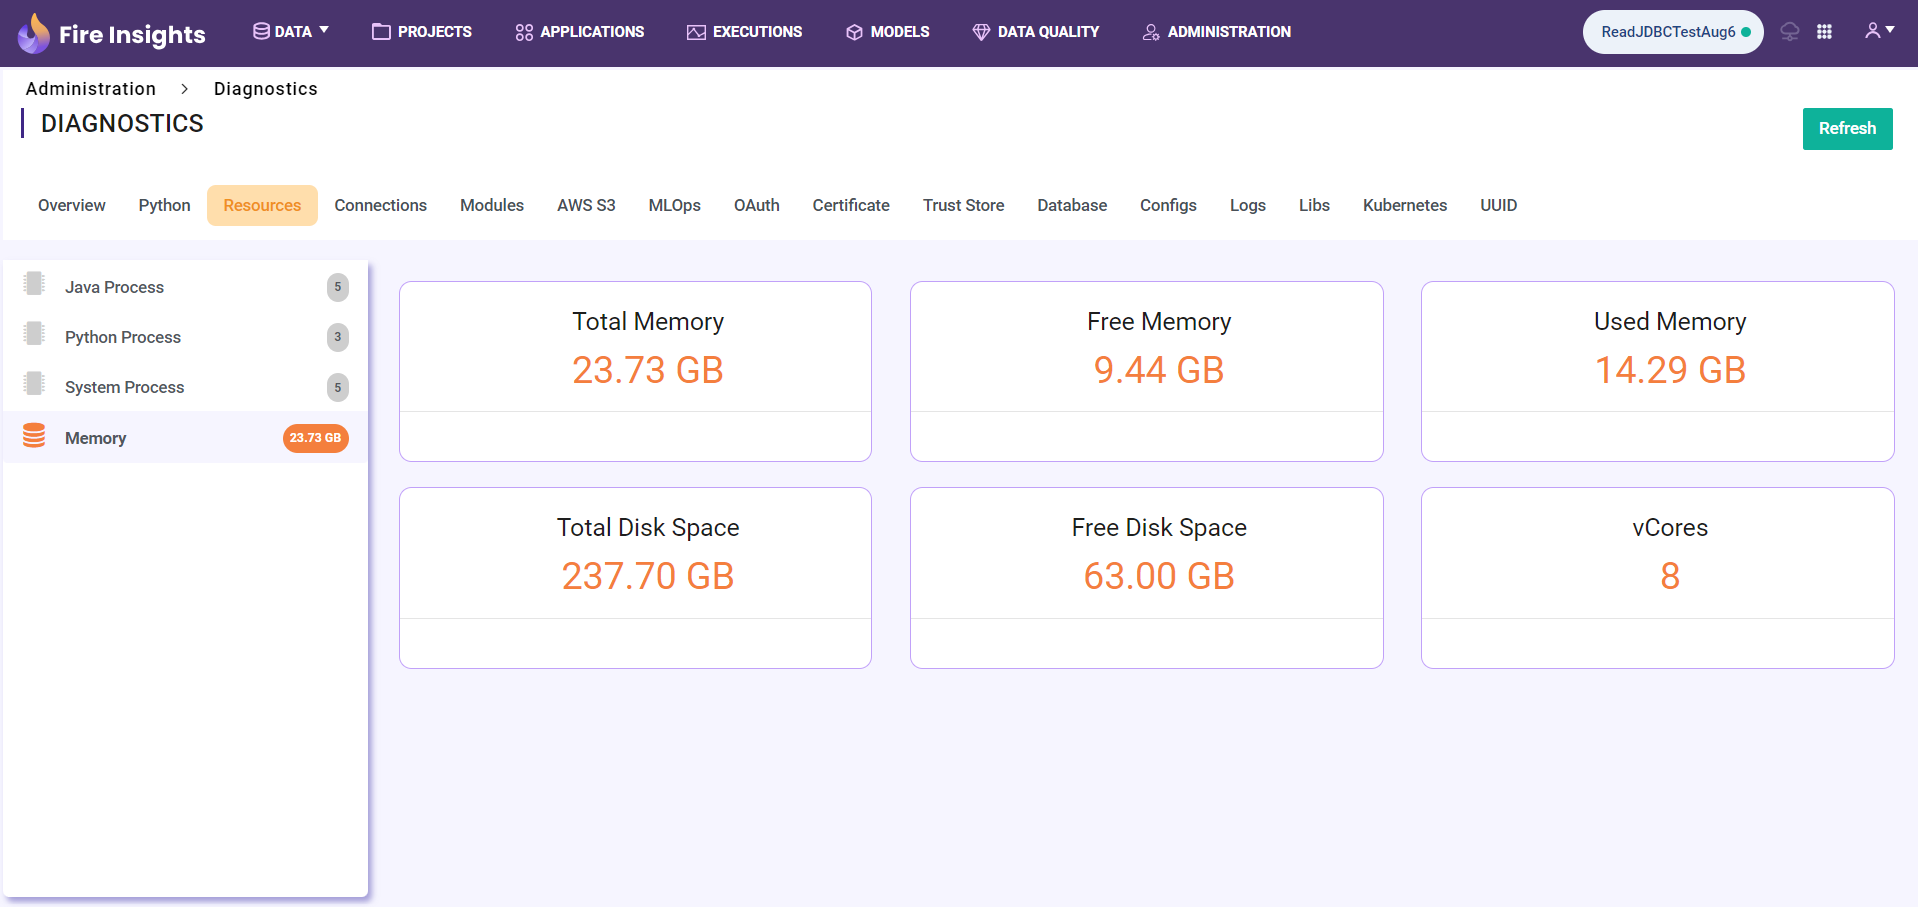 Fire Insights
DATA PROJECTS APPLICATIONS EXECUTIONS MODELS DATA QUALITY ADMINISTRATION
ReadJDBCTestAug6
Administration > Diagnostics
DIAGNOSTICS
Refresh
Overview Python Resources Connections Modules AWS S3 MLOps OAuth Certificate Trust Store Database Configs Logs Libs Kubernetes UUID
Java Process 5
Python Process 3
System Process 5
Memory 23.73 GB
Total Memory
23.73 GB
Free Memory
9.44 GB
Used Memory
14.29 GB
Total Disk Space
237.70 GB
Free Disk Space
63.00 GB
vCores
8